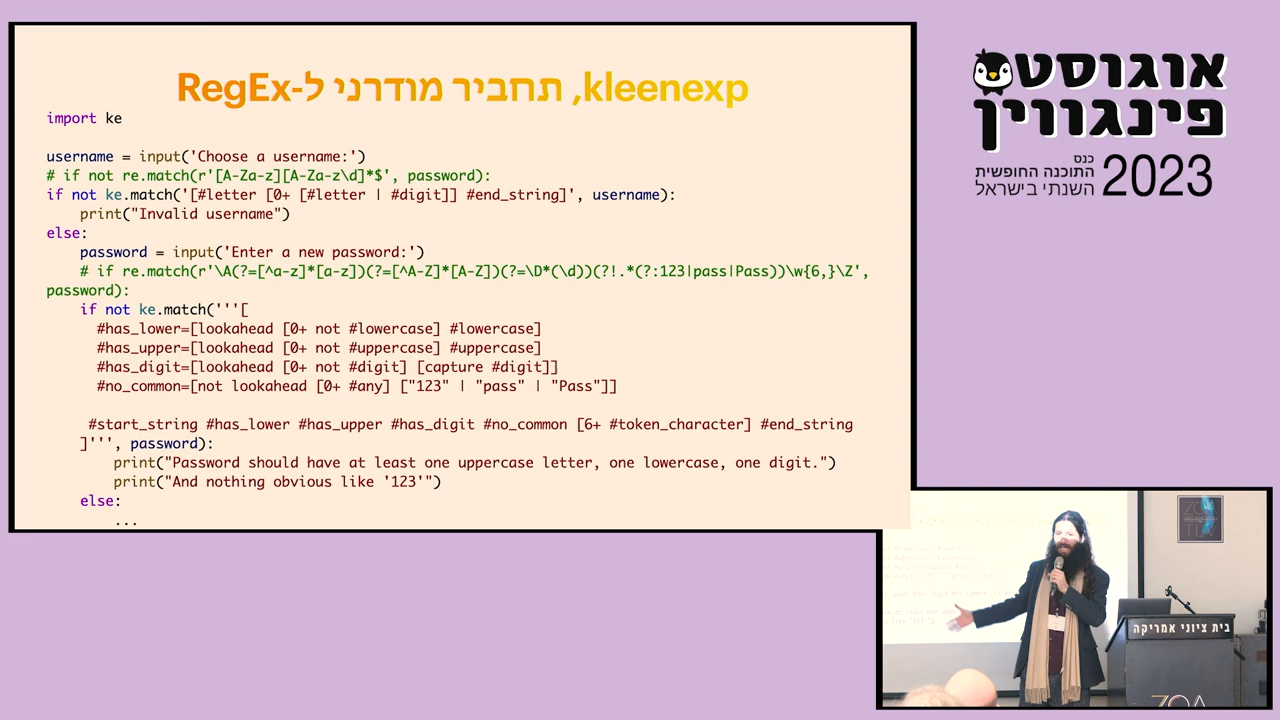 kleenexp, תחביר מודרני ל-RegEx
import ke
username = input('Choose a username:')
# if not re.match(r'[A-Za-z][A-Za-z\d]*$', password):
if not ke.match('[#letter [0+ [#letter | #digit]] #end_string]', username):
print("Invalid username")
else:
password = input('Enter a new password:')
# if re.match(r'\A(?=[^a-z]*[a-z])(?=[^A-Z]*[A-Z])(?=\D*(\d))(?!.*(?:123|pass|Pass))\w{6,}\Z',
password):
if not ke.match('''[
#has_lower=[lookahead [0+ not #lowercase] #lowercase]
#has_upper=[lookahead [0+ not #uppercase] #uppercase]
#has_digit=[lookahead [0+ not #digit] [capture #digit]]
#no_common=[not lookahead [0+ #any] ["123" | "pass" | "Pass"]]
#start_string #has_lower #has_upper #has_digit #no_common [6+ #token_character] #end_string
]''', password):
print("Password should have at least one uppercase letter, one lowercase, one digit.")
print("And nothing obvious like '123'")
else:
...
אוגוסט
פינגווין
כנס
התוכנה החופשית
השנתי בישראל
2023
בית ציוני אמריקה
ZOA